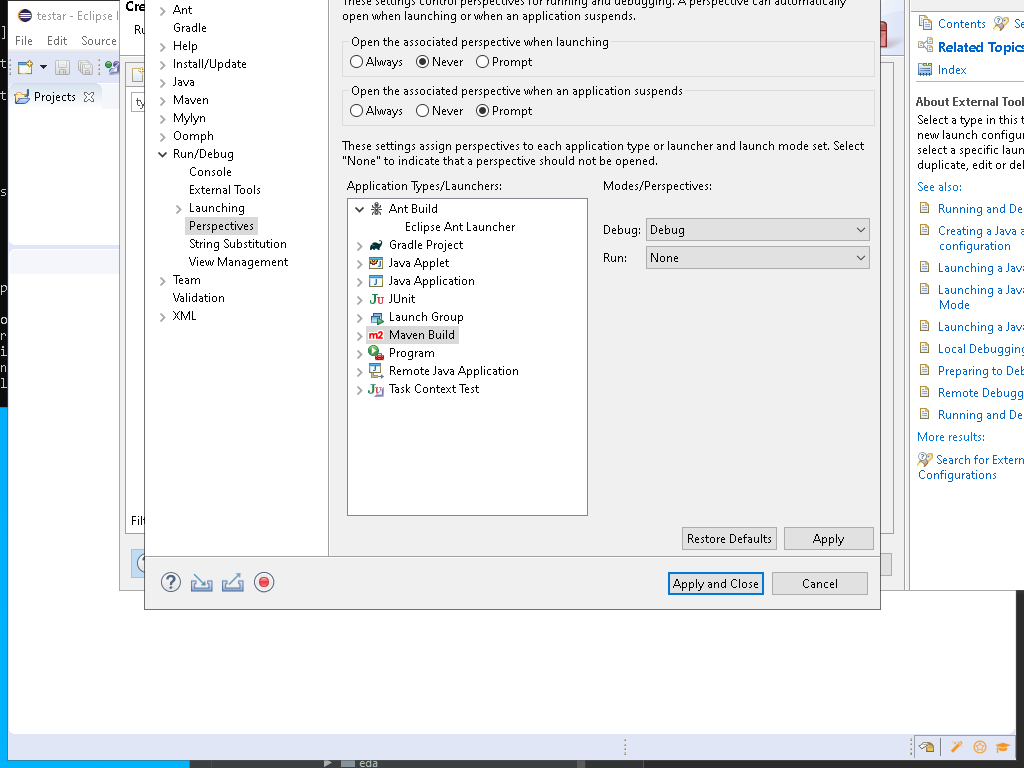 testar - Eclipse I
File Edit Source
Projects
Cre
Ru
ty
Filt
Ant
Gradle
Help
Install/Update
Java
Maven
Mylyn
Oomph
Run/Debug
Console
External Tools
Launching
Perspectives
String Substitution
View Management
Team
Validation
XML
These settings control perspectives for running and debugging. A perspective can automatically
open when launching or when an application suspends.
Open the associated perspective when launching
Always Never Prompt
Open the associated perspective when an application suspends
Always Never Prompt
These settings assign perspectives to each application type or launcher and launch mode set. Select
"None" to indicate that a perspective should not be opened.
Application Types/Launchers:
Modes/Perspectives:
Ant Build
Eclipse Ant Launcher
Gradle Project
Java Applet
Java Application
JUnit
Launch Group
Maven Build
Program
Remote Java Application
Task Context Test
Debug: Debug
Run: None
Restore Defaults
Apply
Apply and Close
Cancel
Contents
Se
Related Topics
Index
About External Tool
Select a type in this t
new launch configur
select a specific laun
duplicate, edit or del
See also:
Running and De
Creating a Java a
configuration
Launching a Java
Launching a Java
Mode
Launching a Java
Local Debugging
Preparing to Deb
Remote Debugg
Running and De
More results:
Search for Extern
Configurations
eda